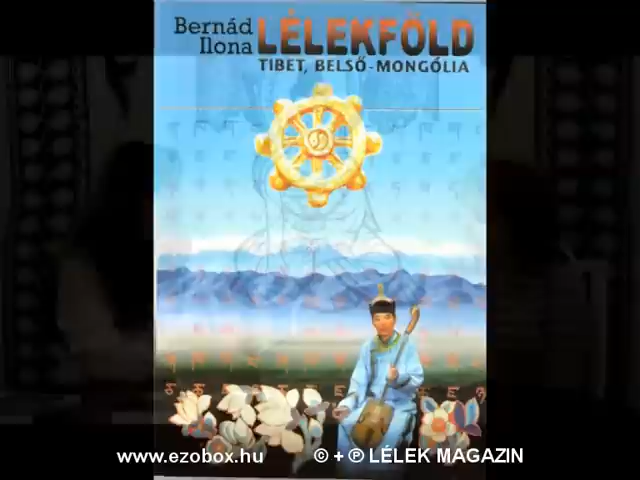 Bernád
Ilona
LÉLEKFÖLD
TIBET, BELSŐ-MONGÓLIA
www.ezobox.hu
© + ℗ LÉLEK MAGAZIN